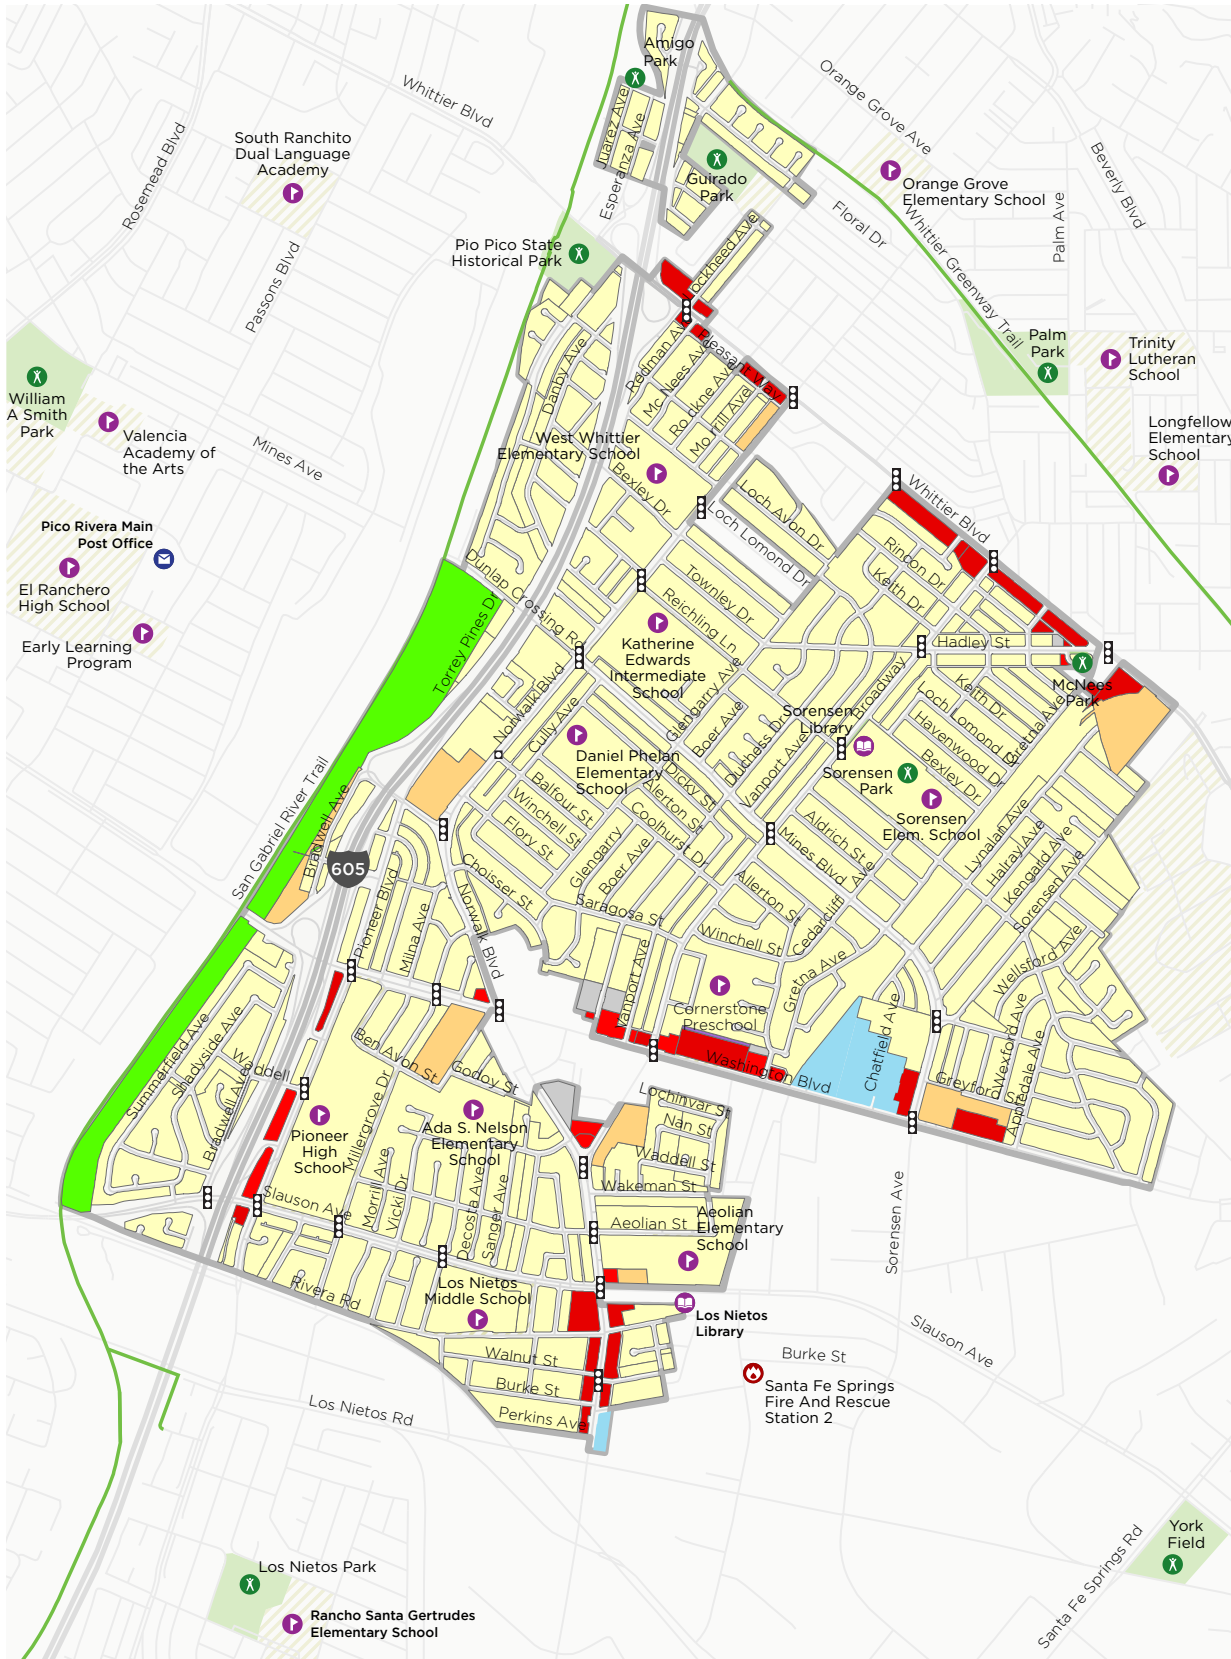 Amigo
Park
Whittier Blvd
Orange Grove Ave
Rosemead Blvd
South Ranchito
Dual Language
Academy
Juarez Ave
Esperanza Ave
Guirado
Park
Orange Grove
Elementary School
Beverly Blvd
Palm Ave
Floral Dr
Whittier Greenway Trail
Pio Pico State
Historical Park
Passons Blvd
Lockheed Ave
Pleasant Way
Redman Ave
Mc Nees Ave
Rockne Ave
Morrill Ave
Danby Ave
Palm
Park
Trinity
Lutheran
School
William
A Smith
Park
Valencia
Academy of
the Arts
Mines Ave
West Whittier
Elementary School
Bexley Dr
Longfellow
Elementary
School
Loch Avon Dr
Loch Lomond Dr
Whittier Blvd
Pico Rivera Main
Post Office
El Ranchero
High School
Early Learning
Program
Dunlap Crossing Rd
Torrey Pines Dr
Townley Dr
Reichling Ln
Rincon Dr
Keith Dr
Hadley St
Katherine
Edwards
Intermediate
School
McNees
Park
Norwalk Blvd
Cully Ave
Glengarry Ave
Boer Ave
Duchess Dr
Vanport Ave
Broadway
Sorensen
Library
Keith Dr
Loch Lomond Dr
Havenwood Dr
Bexley Dr
Gretna Ave
Daniel Phelan
Elementary
School
Sorensen
Park
Sorensen
Elem. School
San Gabriel River Trail
Bradwell Ave
605
Balfour St
Winchell St
Flory St
Dicky St
Alerton St
Coolhurst Dr
Glengarry
Boer Ave
Mines Blvd
Aldrich St
Cedarcliff Ave
Allerton St
Lynalan Ave
Halray Ave
Kengard Ave
Sorensen Ave
Choisser St
Saragosa St
Winchell St
Pioneer Blvd
Milna Ave
Norwalk Blvd
Vanport Ave
Gretna Ave
Wellsford Ave
Cornerstone
Preschool
Washington Blvd
Chatfield Ave
Wexford Ave
Appledale Ave
Greyford St
Summerfield Ave
Shadyside Ave
Waddell
Bradwell Ave
Ben Avon St
Godoy St
Millergrove Dr
Lochinvar St
Nan St
Waddell St
Wakeman St
Pioneer
High
School
Ada S. Nelson
Elementary
School
Slauson Ave
Morrill Ave
Vicki Dr
Decosta Ave
Sanger Ave
Aeolian St
Aeolian
Elementary
School
Sorensen Ave
Rivera Rd
Los Nietos
Middle School
Los Nietos
Library
Slauson Ave
Walnut St
Burke St
Perkins Ave
Burke St
Santa Fe Springs
Fire And Rescue
Station 2
Los Nietos Rd
York
Field
Santa Fe Springs Rd
Los Nietos Park
Rancho Santa Gertrudes
Elementary School